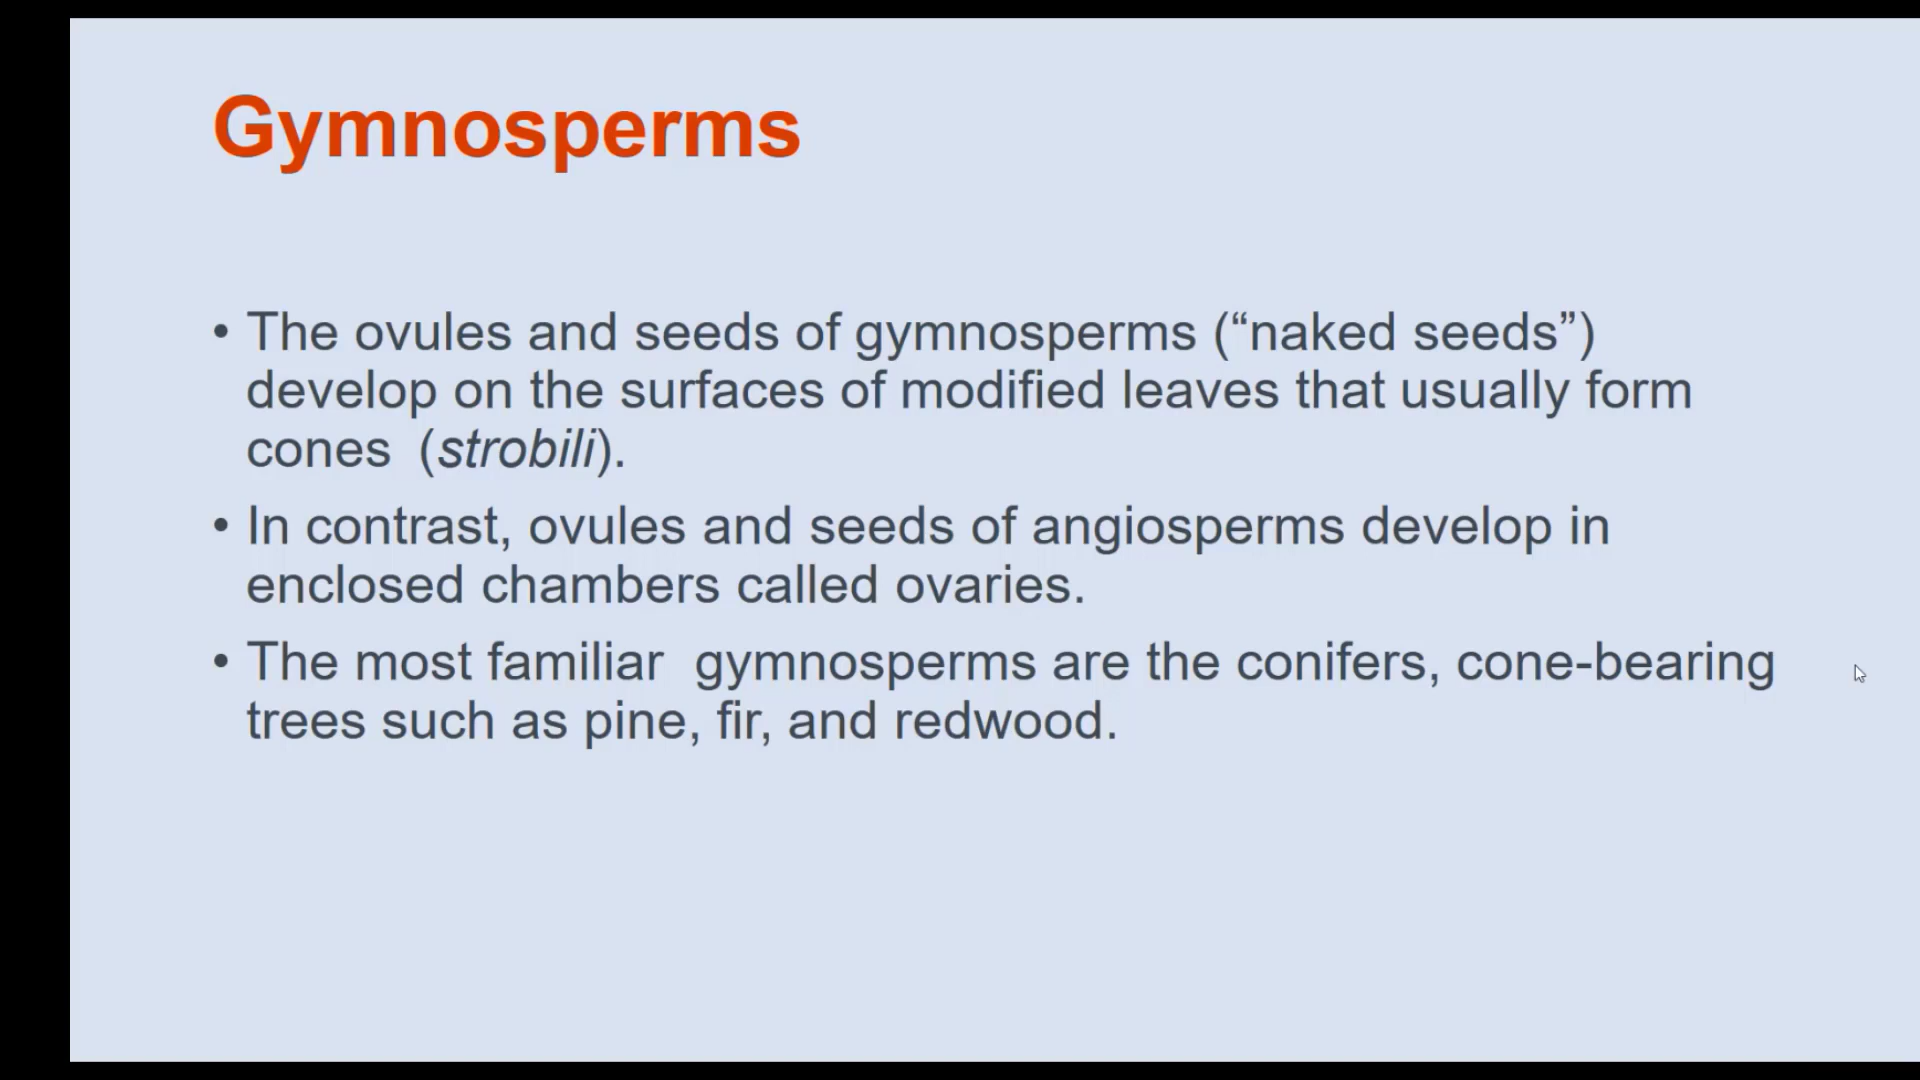 Gymnosperms
• The ovules and seeds of gymnosperms (“naked seeds”)
develop on the surfaces of modified leaves that usually form
cones  (strobili).
• In contrast, ovules and seeds of angiosperms develop in
enclosed chambers called ovaries.
• The most familiar  gymnosperms are the conifers, cone-bearing
trees such as pine, fir, and redwood.